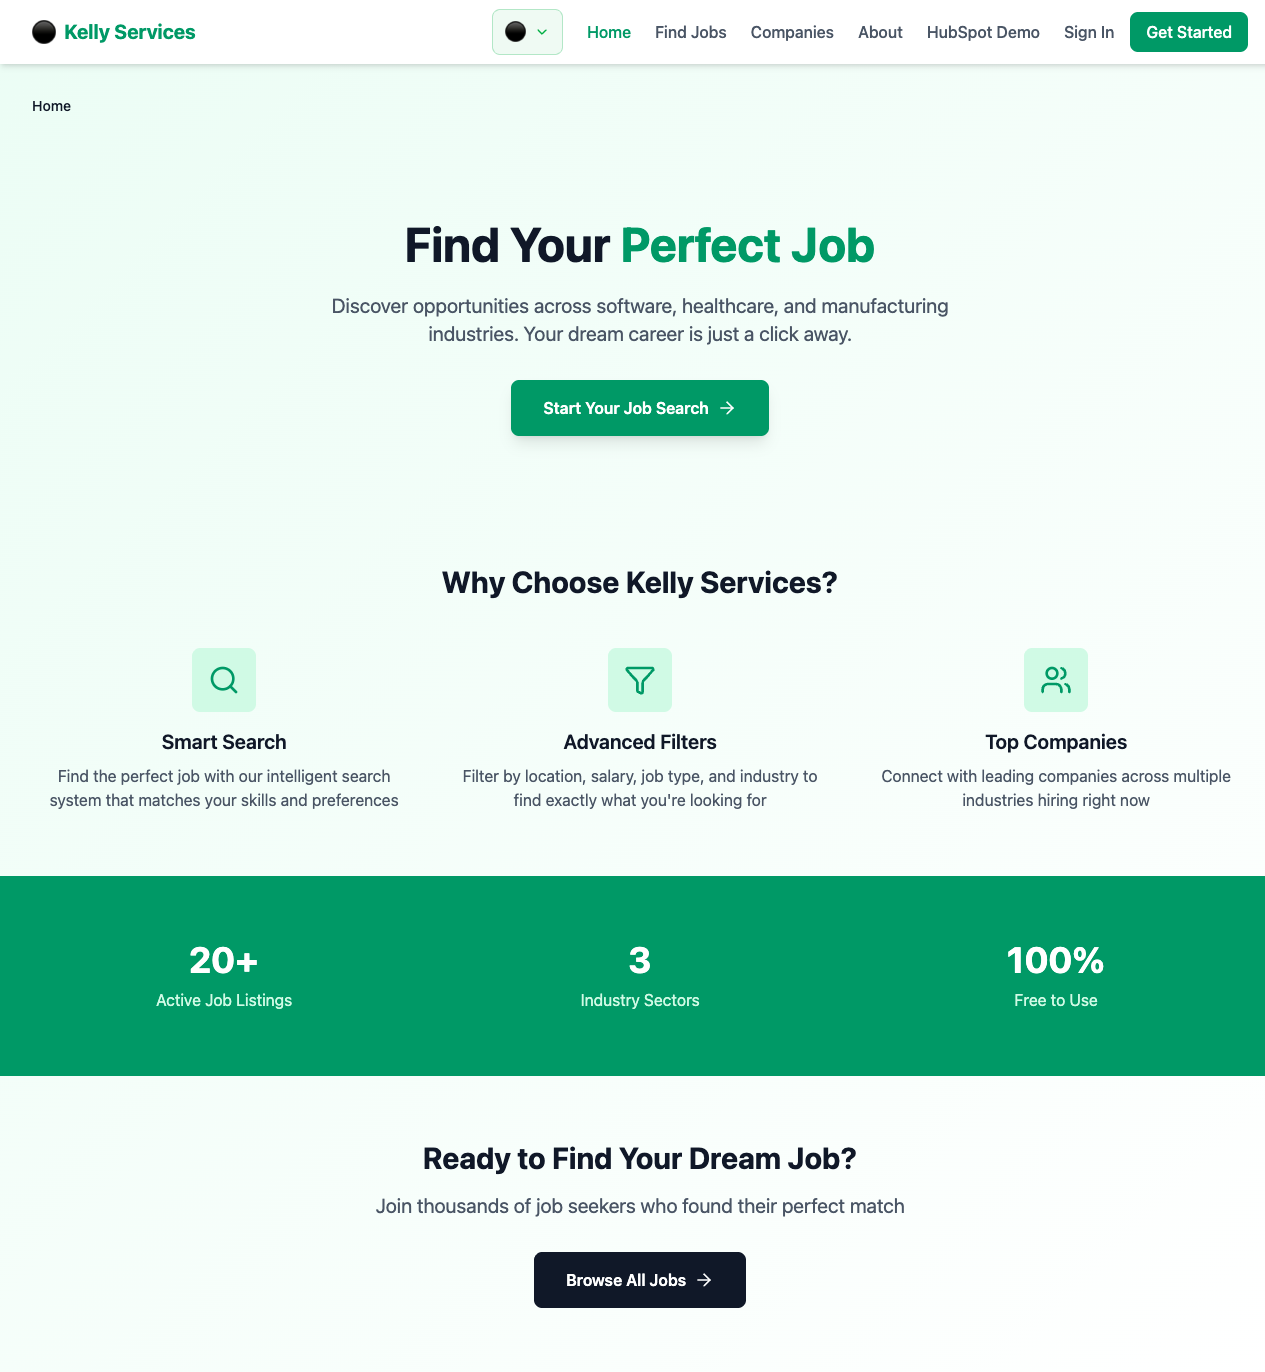 Kelly Services
Home
Find Jobs
Companies
About
HubSpot Demo
Sign In
Get Started
Home
Find Your Perfect Job
Discover opportunities across software, healthcare, and manufacturing
industries. Your dream career is just a click away.
Start Your Job Search
Why Choose Kelly Services?
Smart Search
Find the perfect job with our intelligent search
system that matches your skills and preferences
Advanced Filters
Filter by location, salary, job type, and industry to
find exactly what you're looking for
Top Companies
Connect with leading companies across multiple
industries hiring right now
20+
Active Job Listings
3
Industry Sectors
100%
Free to Use
Ready to Find Your Dream Job?
Join thousands of job seekers who found their perfect match
Browse All Jobs